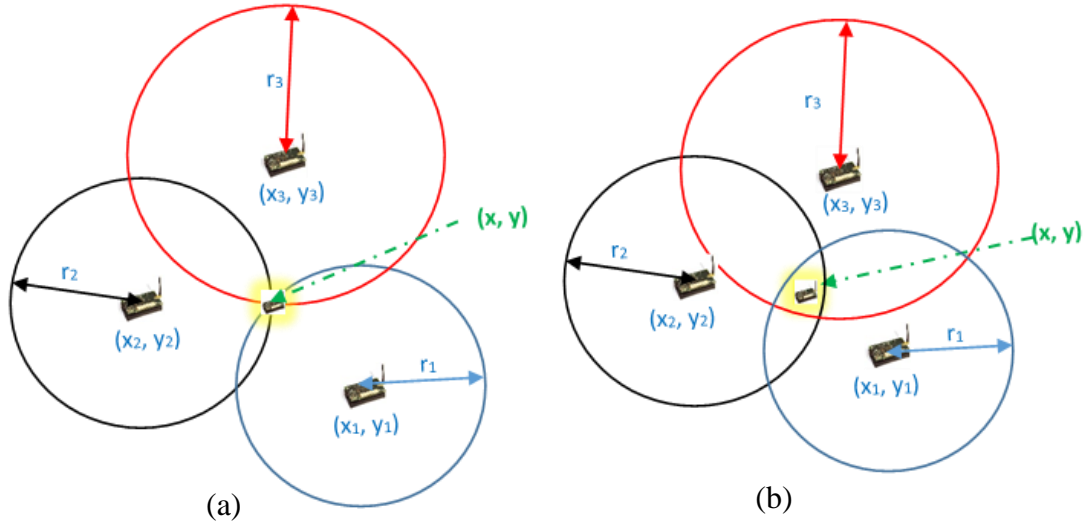 r3
(x3, y3)
(x, y)
r2
(x2, y2)
r1
(x1, y1)
(a)
r3
(x3, y3)
(x, y)
r2
(x2, y2)
r1
(x1, y1)
(b)